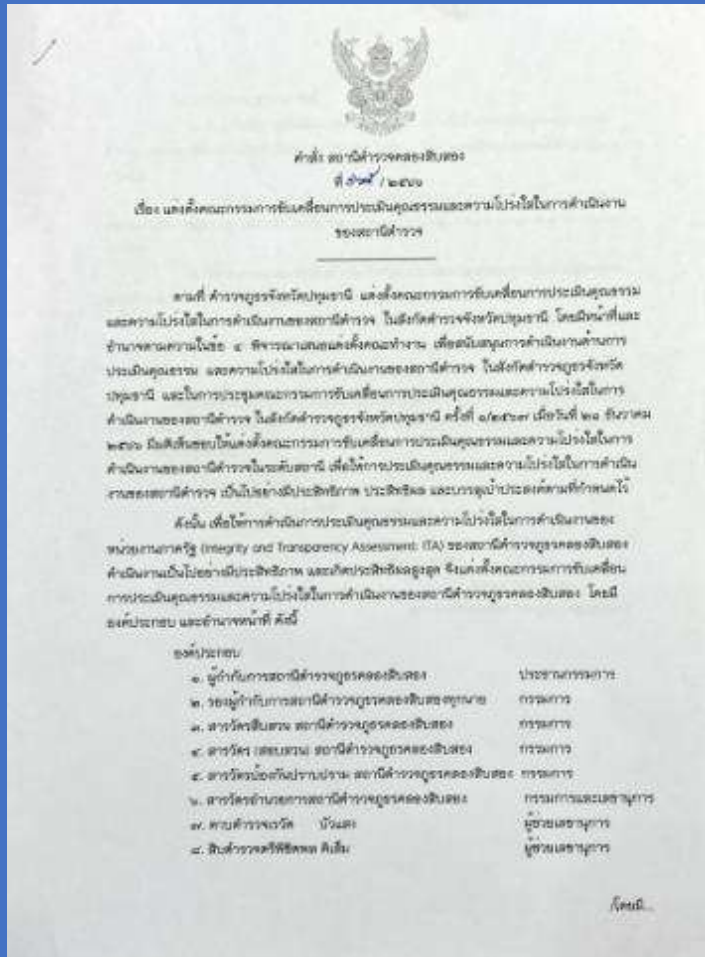 คำสั่ง สถานีตำรวจคลองสิบสอง
ที่ / ๒๕๖๖
เรื่อง แต่งตั้งคณะกรรมการขับเคลื่อนการประเมินคุณธรรมและความโปร่งใสในการดำเนินงาน
ของสถานีตำรวจ
ตามที่ ตำรวจภูธรจังหวัดปทุมธานี แต่งตั้งคณะกรรมการขับเคลื่อนการประเมินคุณธรรม
และความโปร่งใสในการดำเนินงานของสถานีตำรวจ ในสังกัดตำรวจจังหวัดปทุมธานี โดยมีหน้าที่และ
อำนาจตามความในข้อ ๔ พิจารณาเสนอแต่งตั้งคณะทำงาน เพื่อสนับสนุนการดำเนินงานด้านการ
ประเมินคุณธรรม และความโปร่งใสในการดำเนินงานของสถานีตำรวจ ในสังกัดตำรวจภูธรจังหวัด
ปทุมธานี และในการประชุมคณะกรรมการขับเคลื่อนการประเมินคุณธรรมและความโปร่งใสในการ
ดำเนินงานของสถานีตำรวจ ในสังกัดตำรวจภูธรจังหวัดปทุมธานี ครั้งที่ ๑/๒๕๖๗ เมื่อวันที่ ๒๑ ธันวาคม
๒๕๖๖ มีมติเห็นชอบให้แต่งตั้งคณะกรรมการขับเคลื่อนการประเมินคุณธรรมและความโปร่งใสในการ
ดำเนินงานของสถานีตำรวจในระดับสถานี เพื่อให้การประเมินคุณธรรมและความโปร่งใสในการดำเนิน
งานของสถานีตำรวจ เป็นไปอย่างมีประสิทธิภาพ ประสิทธิผล และบรรลุเป้าประสงค์ตามที่กำหนดไว้
ดังนั้น เพื่อให้การดำเนินการประเมินคุณธรรมและความโปร่งใสในการดำเนินงานของ
หน่วยงานภาครัฐ (Integrity and Transparency Assessment: ITA) ของสถานีตำรวจภูธรคลองสิบสอง
ดำเนินงานเป็นไปอย่างมีประสิทธิภาพ และเกิดประสิทธิผลสูงสุด จึงแต่งตั้งคณะกรรมการขับเคลื่อน
การประเมินคุณธรรมและความโปร่งใสในการดำเนินงานของสถานีตำรวจภูธรคลองสิบสอง โดยมี
องค์ประกอบ และอำนาจหน้าที่ ดังนี้
องค์ประกอบ
๑. ผู้กำกับการสถานีตำรวจภูธรคลองสิบสอง ประธานกรรมการ
๒. รองผู้กำกับการสถานีตำรวจภูธรคลองสิบสองทุกนาย กรรมการ
๓. สารวัตรสืบสวน สถานีตำรวจภูธรคลองสิบสอง กรรมการ
๔. สารวัตร (สอบสวน) สถานีตำรวจภูธรคลองสิบสอง กรรมการ
๕. สารวัตรป้องกันปราบปราม สถานีตำรวจภูธรคลองสิบสอง กรรมการ
๖. สารวัตรอำนวยการสถานีตำรวจภูธรคลองสิบสอง กรรมการและเลขานุการ
๗. ดาบตำรวจเรวัต บัวแดง ผู้ช่วยเลขานุการ
๘. สิบตำรวจตรีพิชิตพล ผู้ช่วยเลขานุการ
/โดยมี...